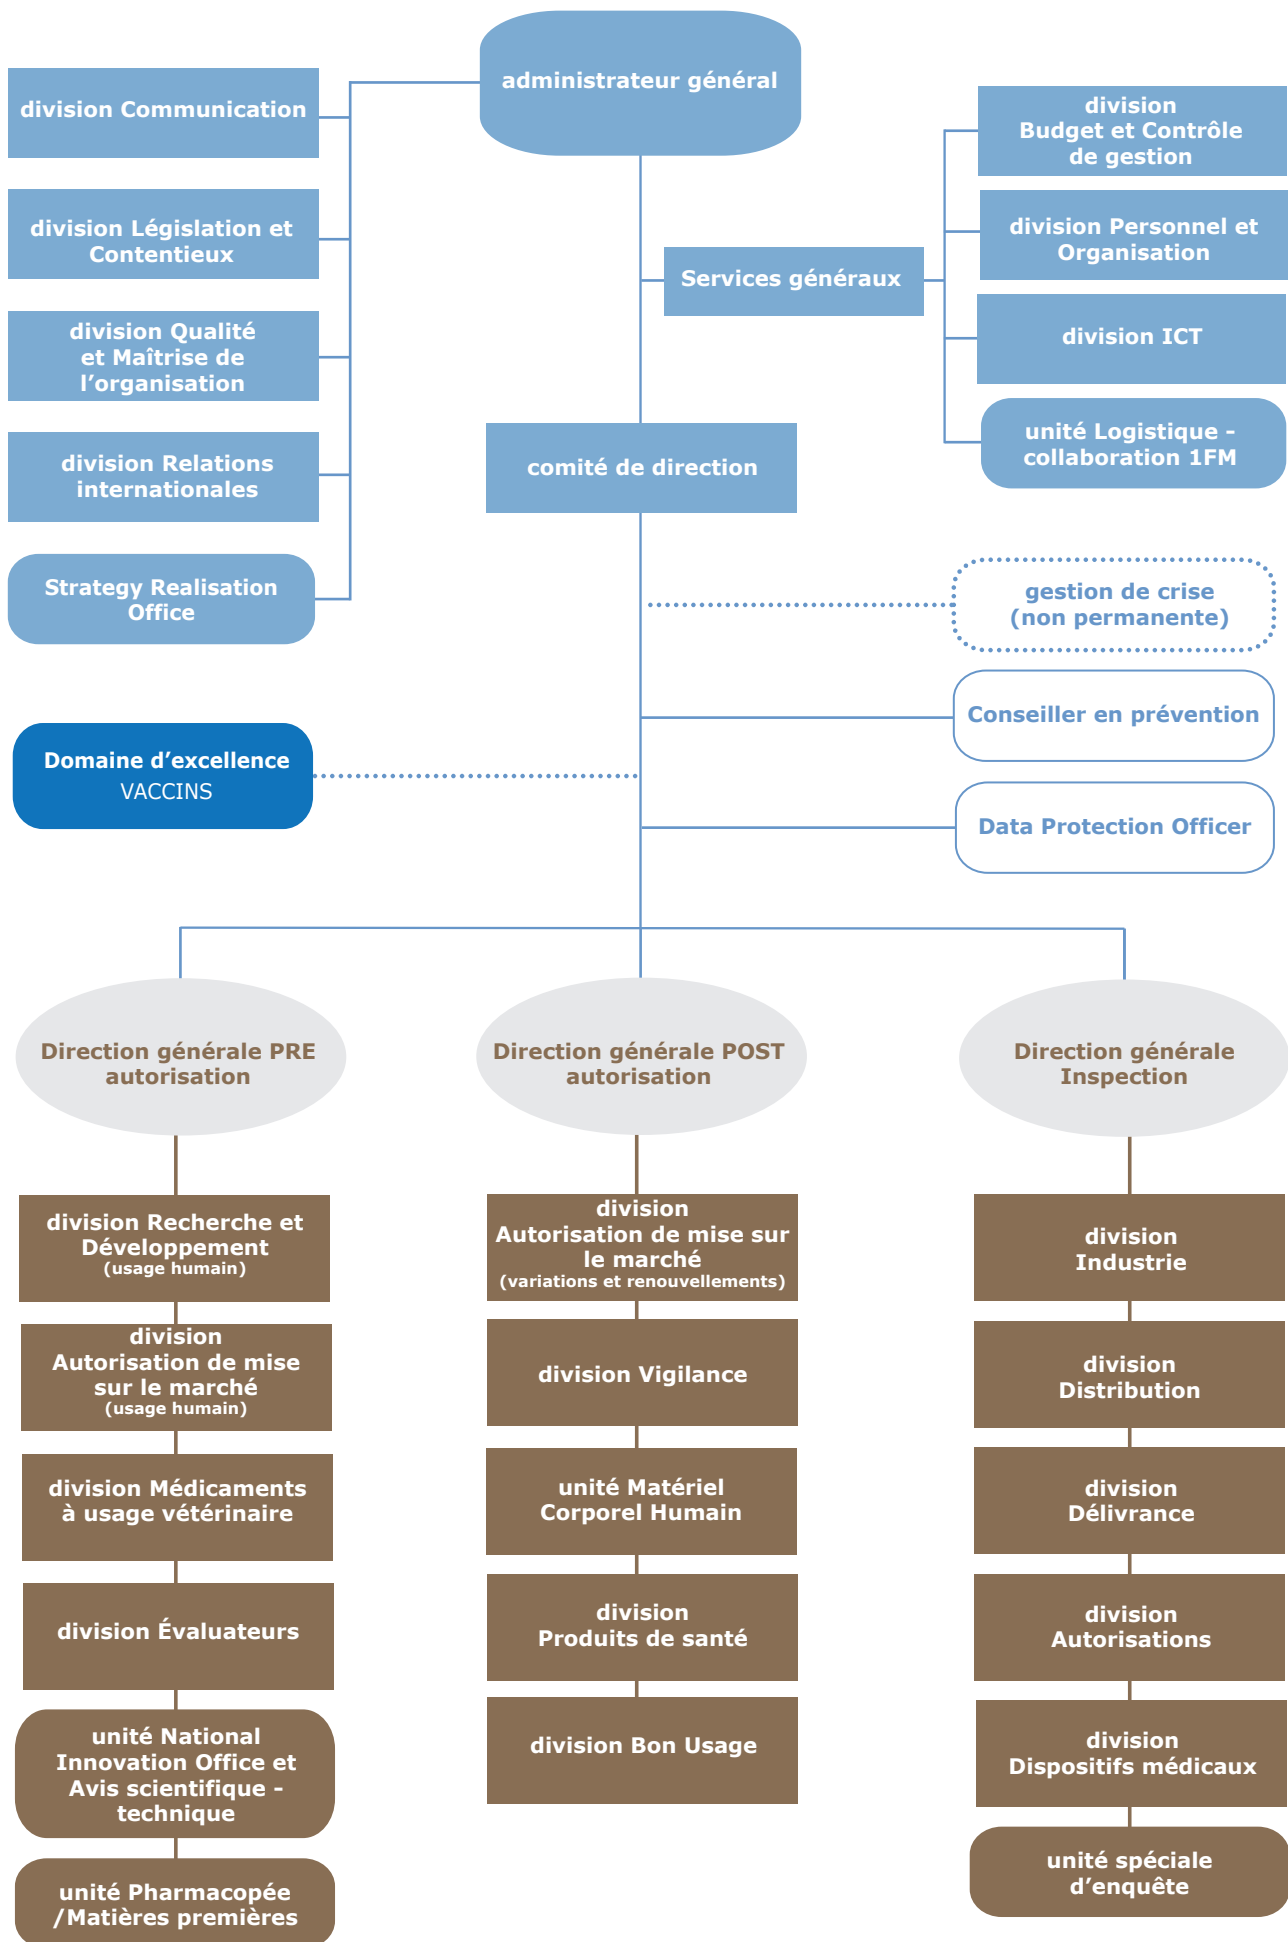 administrateur général
division Communication
division Législation et
Contentieux
division Qualité
et Maîtrise de
l’organisation
division Relations
internationales
Strategy Realisation
Office
Services généraux
division
Budget et Contrôle
de gestion
division Personnel et
Organisation
division ICT
unité Logistique –
collaboration 1FM
comité de direction
gestion de crise
(non permanente)
Conseiller en prévention
Data Protection Officer
Domaine d’excellence
VACCINS
Direction générale PRE
autorisation
division Recherche et
Développement
(usage humain)
division
Autorisation de mise
sur le marché
(usage humain)
division Médicaments
à usage vétérinaire
division Évaluateurs
unité National
Innovation Office et
Avis scientifique –
technique
unité Pharmacopée
/Matières premières
Direction générale POST
autorisation
division
Autorisation de mise sur
le marché
(variations et renouvellements)
division Vigilance
unité Matériel
Corporel Humain
division
Produits de santé
division Bon Usage
Direction générale
Inspection
division
Industrie
division
Distribution
division
Délivrance
division
Autorisations
division
Dispositifs médicaux
unité spéciale
d’enquête